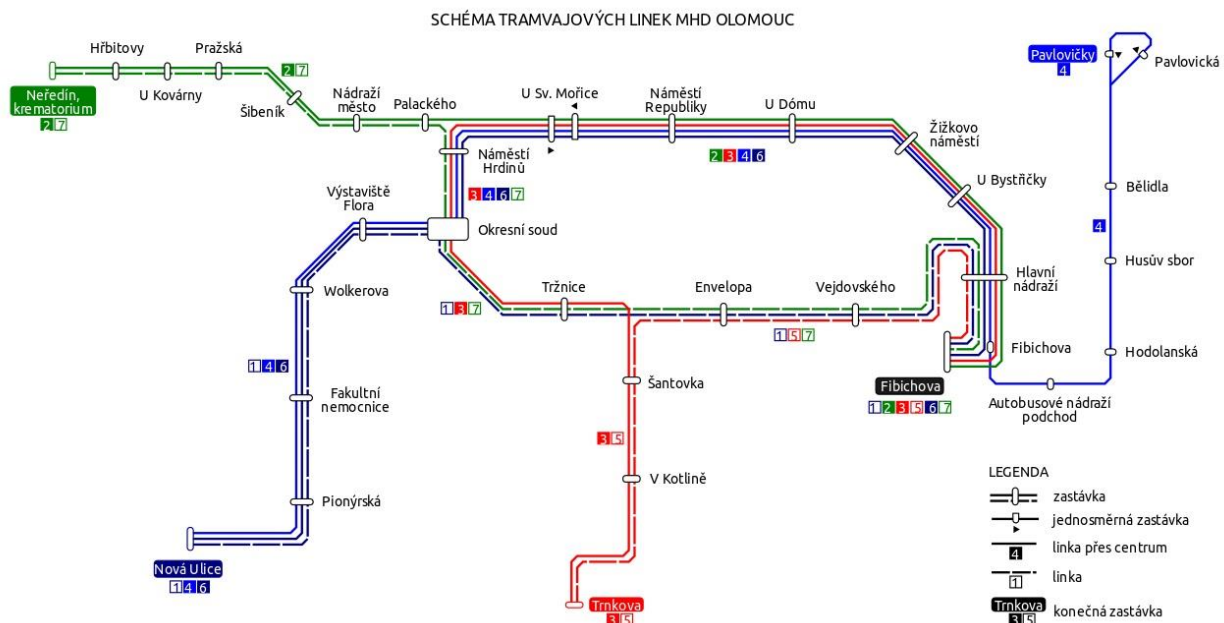 SCHÉMA TRAMVAJOVÝCH LINEK MHD OLOMOUC
Hřbitovy
Pražská
U Kovárny
2 7
Neředín,
krematorium
2 7
Šibeník
Nádraží
město
Palackého
U Sv. Mořice
Náměstí
Republiky
U Dómu
Žižkovo
náměstí
U Bystřičky
2 3 4 6
Náměstí
Hrdinů
3 4 6 7
Výstaviště
Flora
Okresní soud
Wolkerova
1 4 6
Fakultní
nemocnice
Pionýrská
Nová Ulice
1 4 6
1 3 7
Tržnice
Envelopa
Vejdovského
1 5 7
Hlavní
nádraží
Fibichova
Fibichova
1 2 3 5 6 7
Šantovka
3 5
V Kotlině
Trnkova
3 5
Pavlovičky
4
Pavlovická
Bělidla
4
Husův sbor
Hodolanská
Autobusové nádraží
podchod
LEGENDA
zastávka
jednosměrná zastávka
4 linka přes centrum
1 linka
Trnkova konečná zastávka
3 5